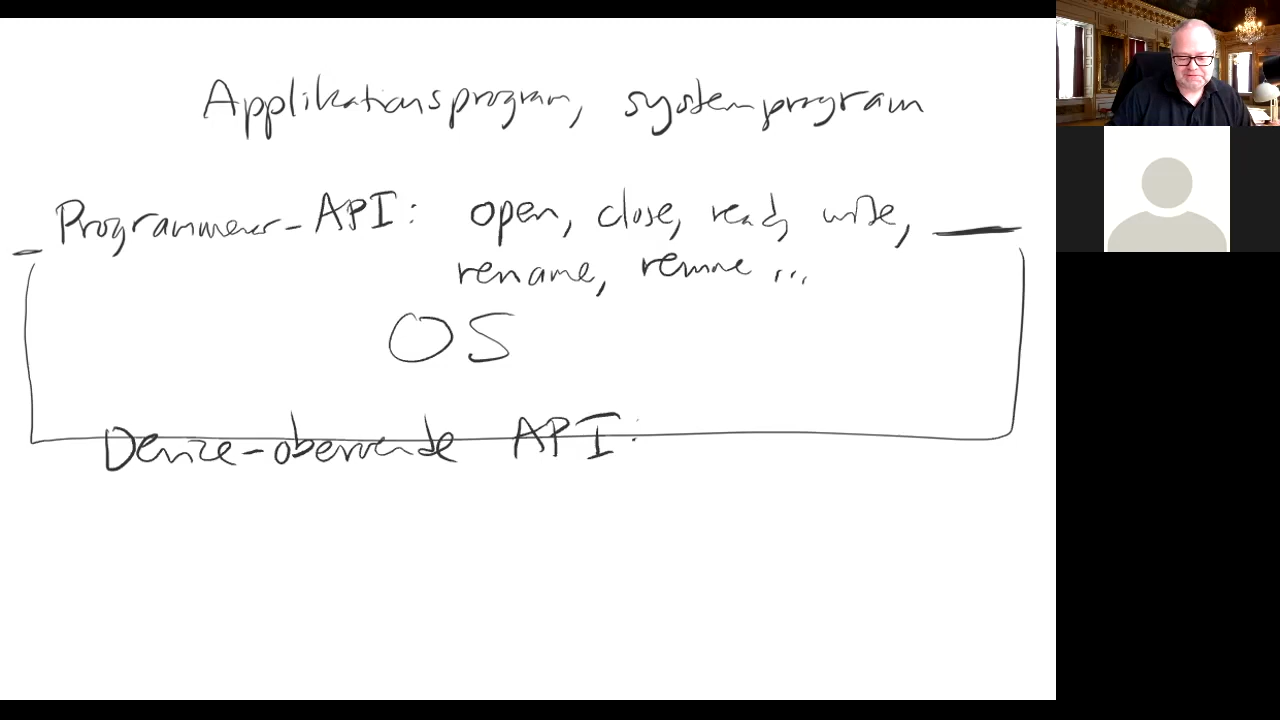 Applikationsprogram, systemprogram
Programmerar-API: open, close, read, write,
rename, remove ...
OS
Device-oberoende API: